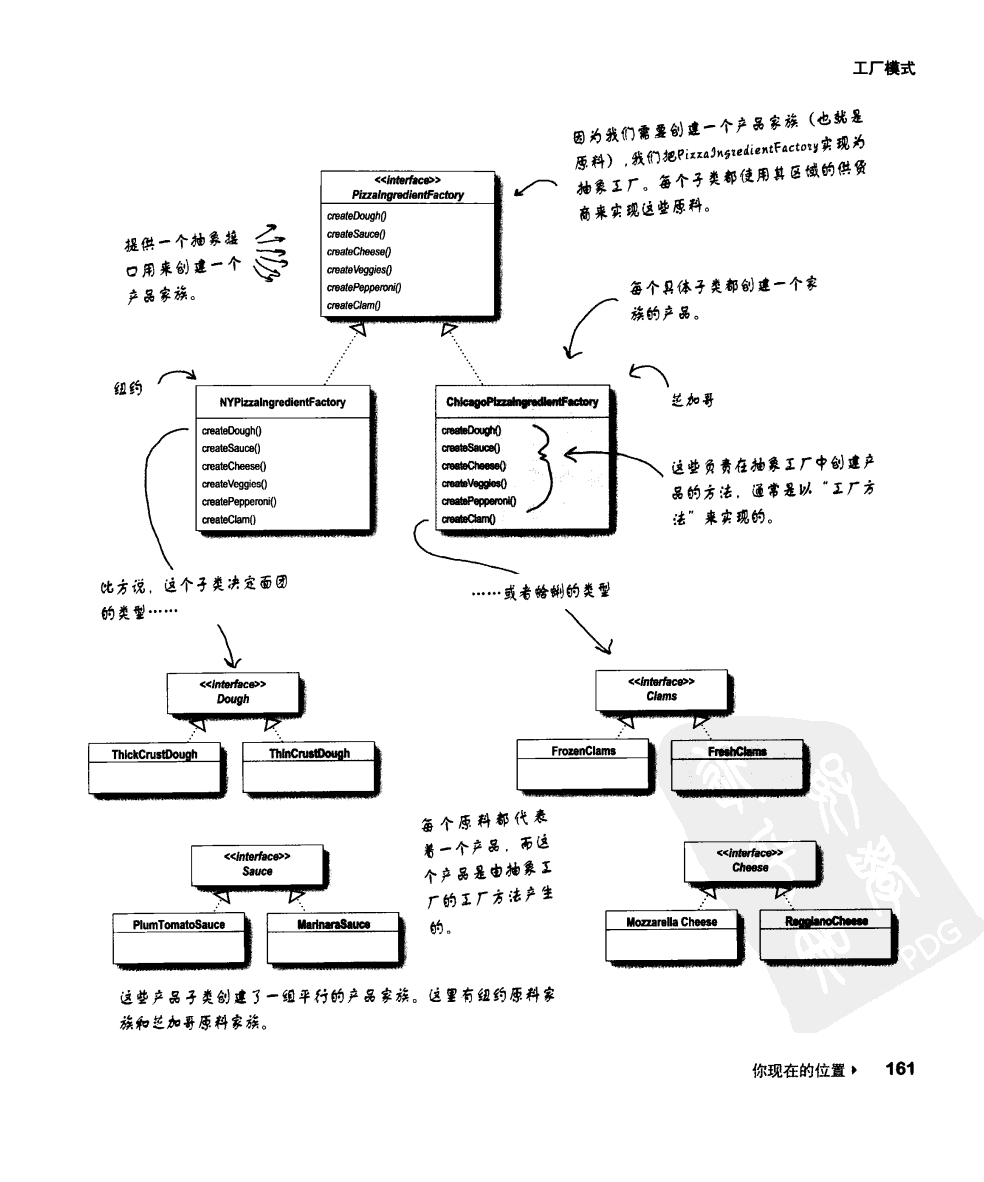 工厂模式
因为我们需要创建一个产品家族（也就是
原料），我们把PizzaIngredientFactory实现为
抽象工厂。每个子类都使用其区域的供货
商来实现这些原料。
<<interface>>
PizzaIngredientFactory
createDough()
createSauce()
createCheese()
createVeggies()
createPepperoni()
createClam()
提供一个抽象接
口用来创建一个
产品家族。
每个具体子类都创建一个家
族的产品。
纽约
NYPizzaIngredientFactory
createDough()
createSauce()
createCheese()
createVeggies()
createPepperoni()
createClam()
ChicagoPizzaIngredientFactory
createDough()
createSauce()
createCheese()
createVeggies()
createPepperoni()
createClam()
芝加哥
这些负责在抽象工厂中创建产
品的方法，通常是以“工厂方
法”来实现的。
比方说，这个子类决定面团
的类型……
……或者蛤蜊的类型
<<interface>>
Dough
ThickCrustDough
ThinCrustDough
<<interface>>
Clams
FrozenClams
FreshClams
每个原料都代表
着一个产品，而这
个产品是由抽象工
厂的工厂方法产生
的。
<<interface>>
Sauce
PlumTomatoSauce
MarinaraSauce
<<interface>>
Cheese
Mozzarella Cheese
ReggianoCheese
PDG
这些产品子类创建了一组平行的产品家族。这里有纽约原料家
族和芝加哥原料家族。
你现在的位置 161